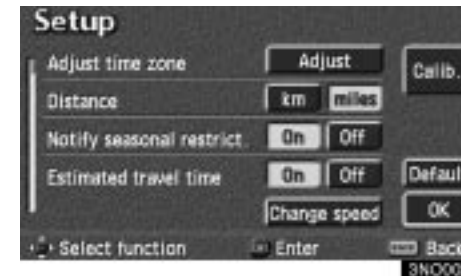 Setup
Adjust time zone Adjust Calib.
Distance km miles
Notify seasonal restrict. On Off
Estimated travel time On Off Defaul
Change speed OK
Select function Enter Back
3NO00